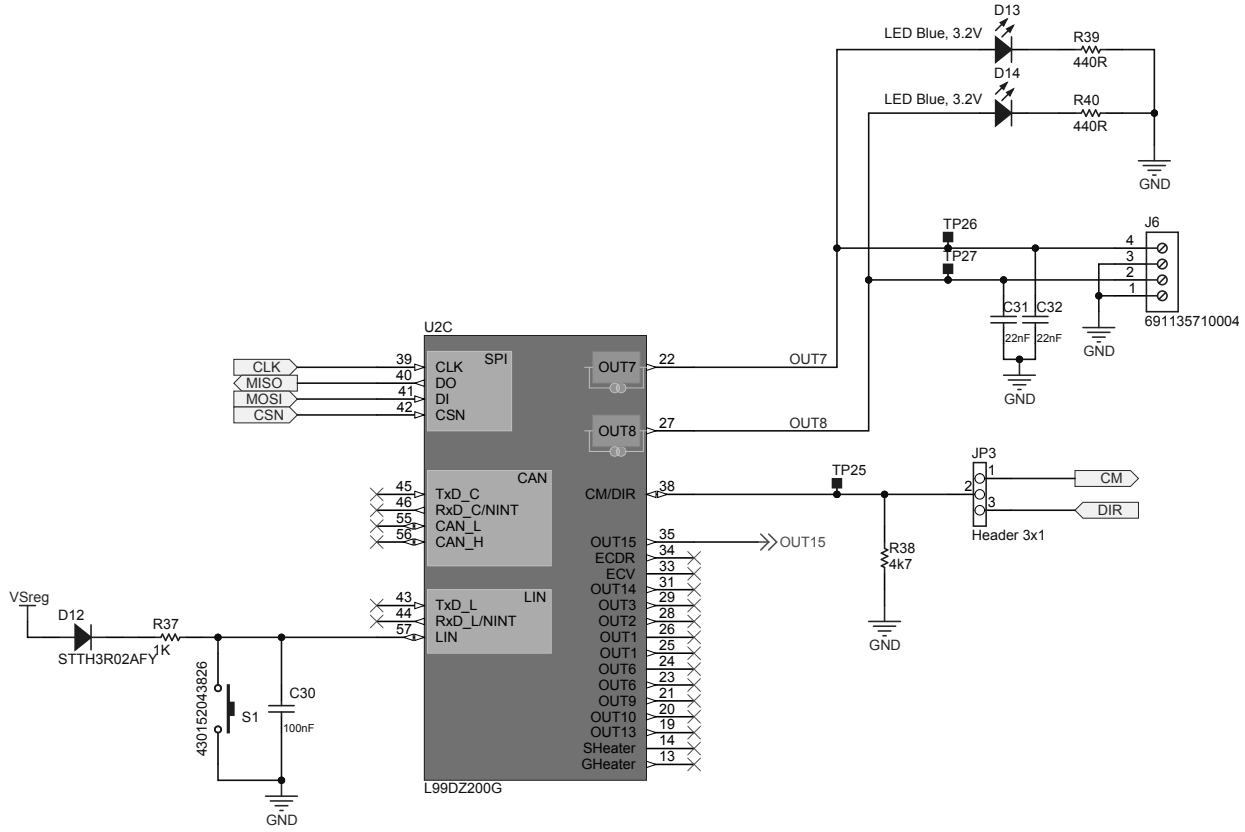 D13
LED Blue, 3.2V
R39
440R
D14
LED Blue, 3.2V
R40
440R
GND
J6
TP26
4
3
TP27
2
1
C31
C32
22nF
22nF
691135710004
GND
GND
U2C
SPI
CLK
39
CLK
MISO
40
DO
MOSI
41
DI
CSN
42
CSN
OUT7
22
OUT7
OUT8
27
OUT8
CAN
45
TxD_C
46
RxD_C/NINT
55
CAN_L
56
CAN_H
CM/DIR
38
TP25
JP3
1
CM
2
3
DIR
Header 3x1
R38
4k7
GND
OUT15
35
OUT15
ECDR
34
ECV
33
OUT14
31
OUT3
29
OUT2
28
OUT1
26
OUT1
25
OUT6
24
OUT6
23
OUT9
21
OUT10
20
OUT13
19
SHeater
14
GHeater
13
LIN
43
TxD_L
44
RxD_L/NINT
57
LIN
VSreg
D12
STTH3R02AFY
R37
1K
430152043826
S1
C30
100nF
GND
L99DZ200G